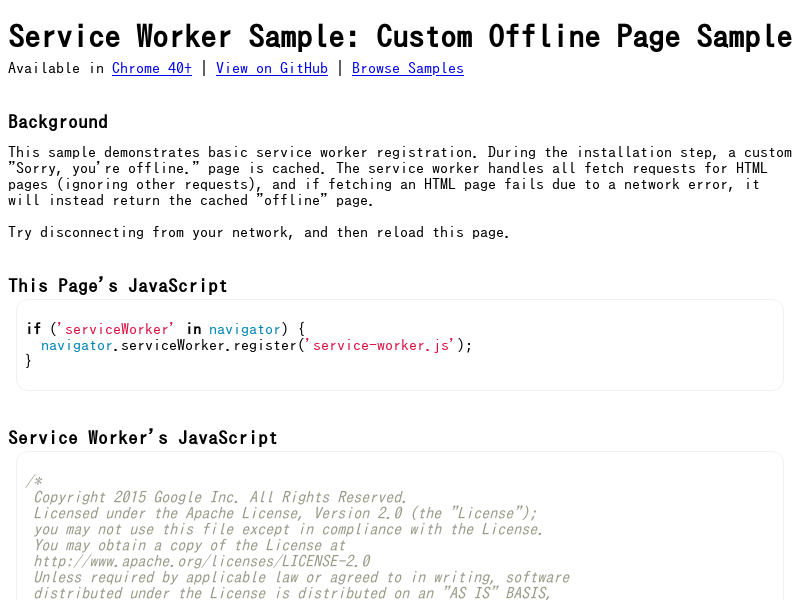 Service Worker Sample: Custom Offline Page Sample
Available in Chrome 40+ | View on GitHub | Browse Samples
Background
This sample demonstrates basic service worker registration. During the installation step, a custom
"Sorry, you're offline." page is cached. The service worker handles all fetch requests for HTML
pages (ignoring other requests), and if fetching an HTML page fails due to a network error, it
will instead return the cached "offline" page.
Try disconnecting from your network, and then reload this page.
This Page's JavaScript
if ('serviceWorker' in navigator) {
  navigator.serviceWorker.register('service-worker.js');
}
Service Worker's JavaScript
/*
 Copyright 2015 Google Inc. All Rights Reserved.
 Licensed under the Apache License, Version 2.0 (the "License");
 you may not use this file except in compliance with the License.
 You may obtain a copy of the License at
 http://www.apache.org/licenses/LICENSE-2.0
 Unless required by applicable law or agreed to in writing, software
 distributed under the License is distributed on an "AS IS" BASIS,